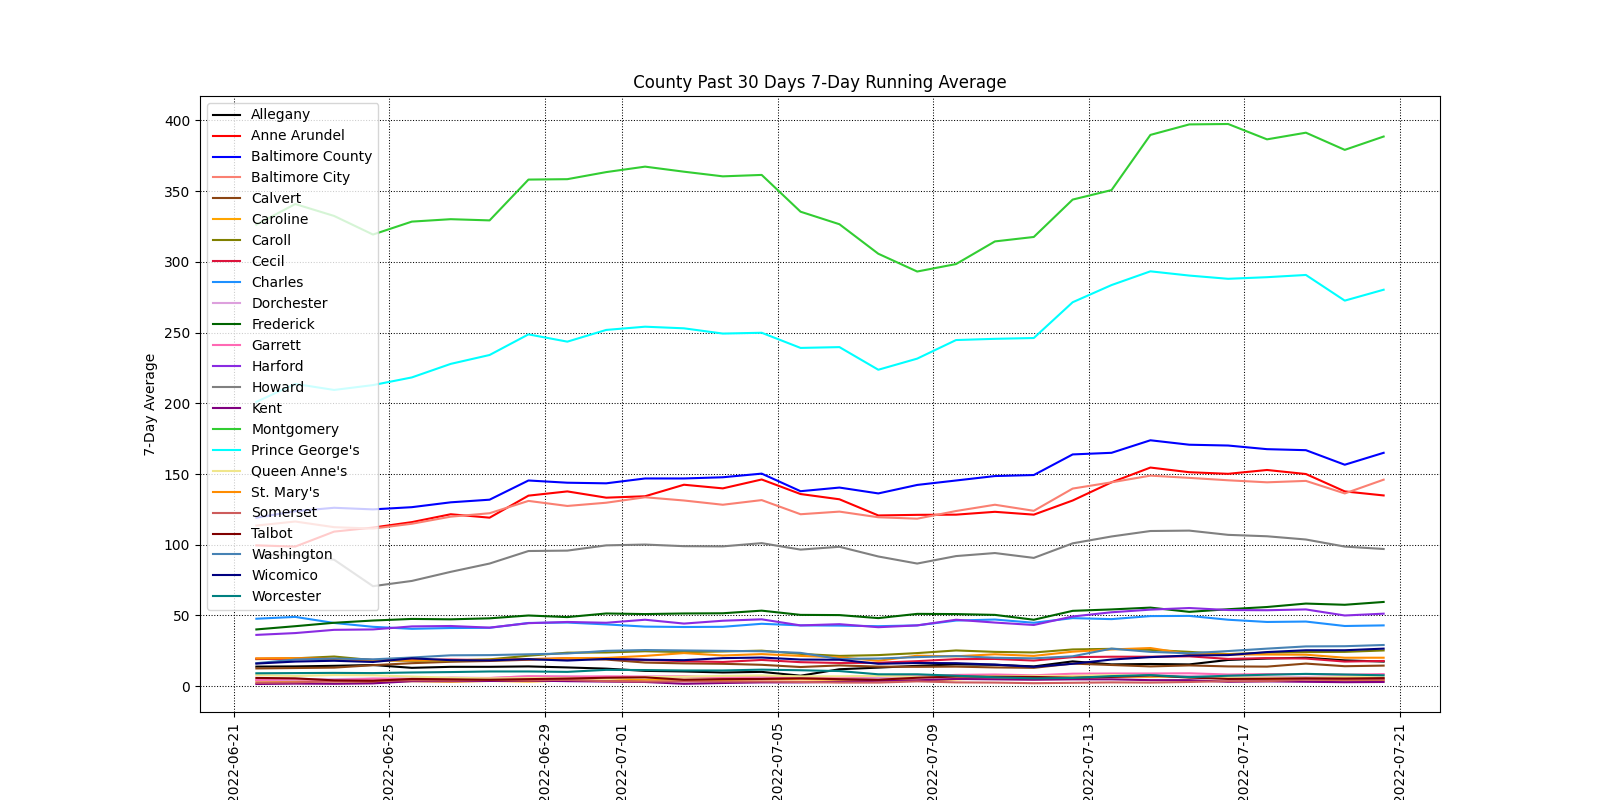 County Past 30 Days 7-Day Running Average
7-Day Average
400
350
300
250
200
150
100
50
0
Allegany
Anne Arundel
Baltimore County
Baltimore City
Calvert
Caroline
Caroll
Cecil
Charles
Dorchester
Frederick
Garrett
Harford
Howard
Kent
Montgomery
Prince George's
Queen Anne's
St. Mary's
Somerset
Talbot
Washington
Wicomico
Worcester
2022-06-21
2022-06-25
2022-06-29
2022-07-01
2022-07-05
2022-07-09
2022-07-13
2022-07-17
2022-07-21